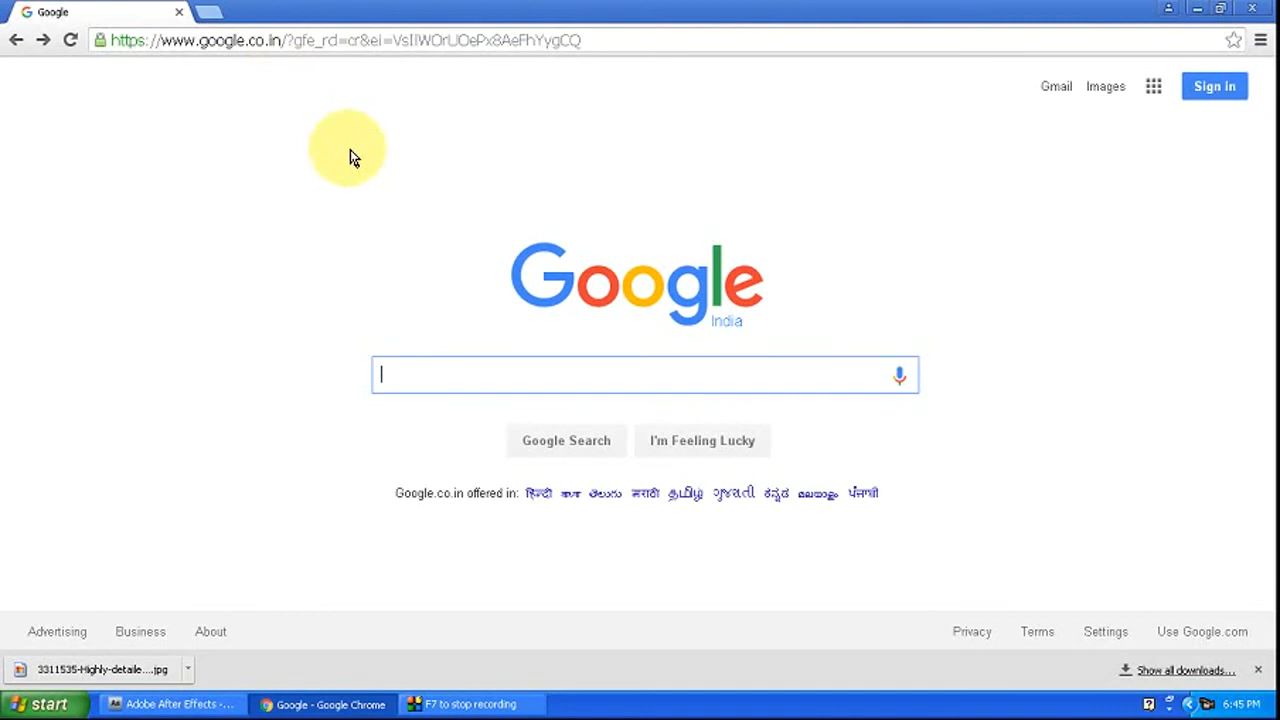 Google
https://www.google.co.in/?gfe_rd=cr&ei=VsIIWOrUOePx8AeFhYygCQ
Gmail Images Sign in
Google
India
Google Search I'm Feeling Lucky
Google.co.in offered in: हिन्दी বাংলা తెలుగు मराठी தமிழ் ગુજરાતી ಕನ್ನಡ മലയാളം ਪੰਜਾਬੀ
Advertising Business About Privacy Terms Settings Use Google.com
3311535-Highly-detaile....jpg Show all downloads...
start Adobe After Effects -... Google - Google Chrome F7 to stop recording 6:45 PM